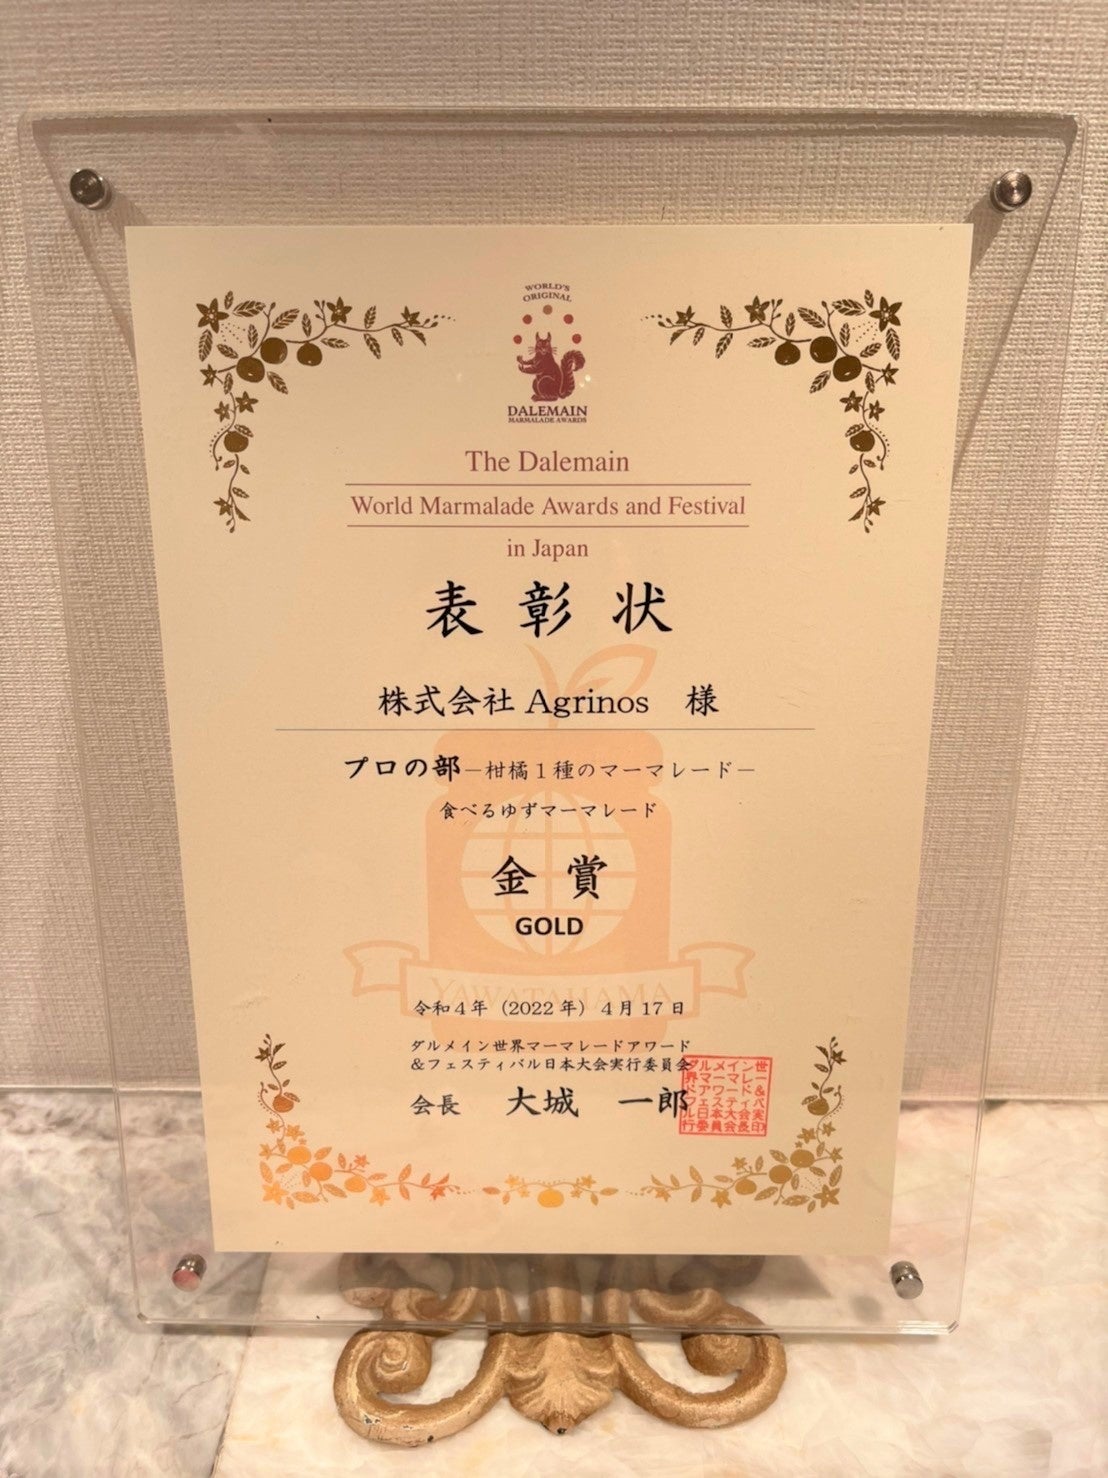 WORLD'S
ORIGINAL
DALEMAIN
MARMALADE AWARDS
The Dalemain
World Marmalade Awards and Festival
in Japan
表彰状
株式会社 Agrinos 様
プロの部－柑橘１種のマーマレード－
食べるゆずマーマレード
金賞
GOLD
YAWATAHAMA
令和４年（2022年）４月17日
ダルメイン世界マーマレードアワード
＆フェスティバル日本大会実行委員会
会長 大城 一郎